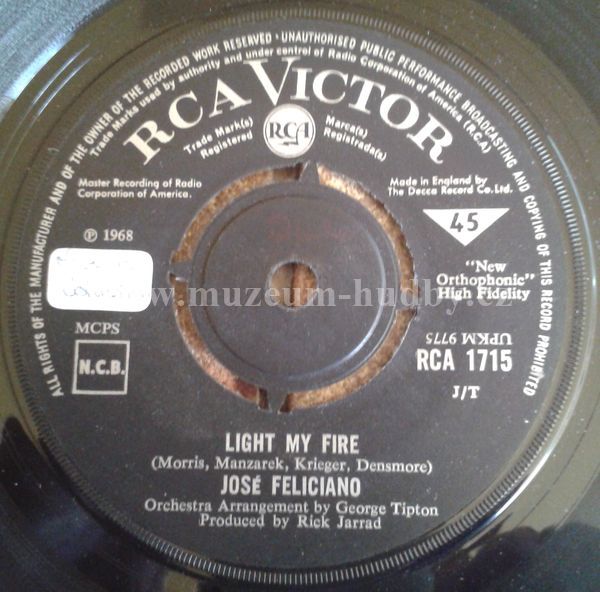 ALL RIGHTS OF THE MANUFACTURER AND OF THE OWNER OF THE RECORDED WORK RESERVED · UNAUTHORISED PUBLIC PERFORMANCE, BROADCASTING AND COPYING OF THIS RECORD PROHIBITED
Trade Marks used by authority and under control of Radio Corporation of America (R.C.A.)
RCA VICTOR
Trade Mark(s)
Registered
RCA
Marca(s)
Registrada(s)
Master Recording of Radio
Corporation of America.
Made in England by
The Decca Record Co. Ltd.
45
℗ 1968
"New
Orthophonic"
High Fidelity
www.muzeum-hudby.cz
MCPS
N.C.B.
UPKM 9775
RCA 1715
J/T
LIGHT MY FIRE
(Morris, Manzarek, Krieger, Densmore)
JOSÉ FELICIANO
Orchestra Arrangement by George Tipton
Produced by Rick Jarrad